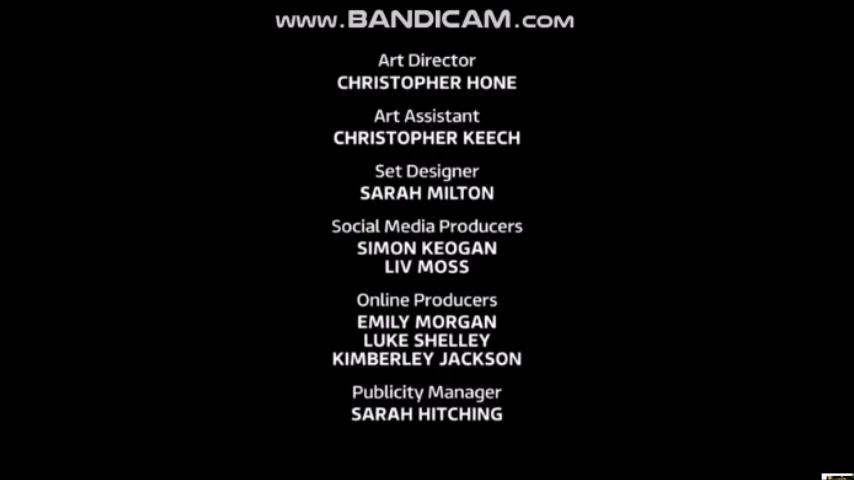 www.BANDICAM.com
Art Director
CHRISTOPHER HONE
Art Assistant
CHRISTOPHER KEECH
Set Designer
SARAH MILTON
Social Media Producers
SIMON KEOGAN
LIV MOSS
Online Producers
EMILY MORGAN
LUKE SHELLEY
KIMBERLEY JACKSON
Publicity Manager
SARAH HITCHING